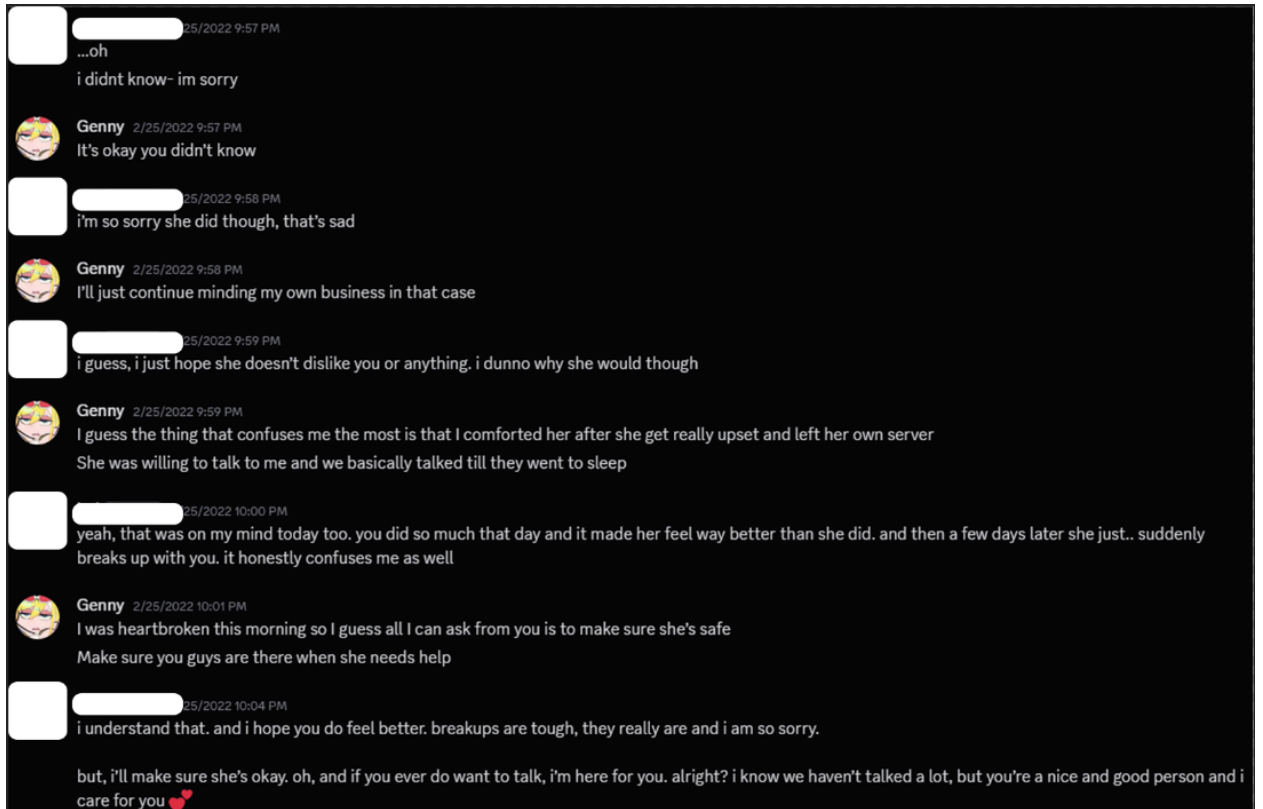 25/2022 9:57 PM
...oh
i didnt know- im sorry
Genny 2/25/2022 9:57 PM
It's okay you didn't know
25/2022 9:58 PM
i'm so sorry she did though, that's sad
Genny 2/25/2022 9:58 PM
I'll just continue minding my own business in that case
25/2022 9:59 PM
i guess, i just hope she doesn't dislike you or anything. i dunno why she would though
Genny 2/25/2022 9:59 PM
I guess the thing that confuses me the most is that I comforted her after she get really upset and left her own server
She was willing to talk to me and we basically talked till they went to sleep
25/2022 10:00 PM
yeah, that was on my mind today too. you did so much that day and it made her feel way better than she did. and then a few days later she just.. suddenly
breaks up with you. it honestly confuses me as well
Genny 2/25/2022 10:01 PM
I was heartbroken this morning so I guess all I can ask from you is to make sure she's safe
Make sure you guys are there when she needs help
25/2022 10:04 PM
i understand that. and i hope you do feel better. breakups are tough, they really are and i am so sorry.
but, i'll make sure she's okay. oh, and if you ever do want to talk, i'm here for you. alright? i know we haven't talked a lot, but you're a nice and good person and i
care for you 💕